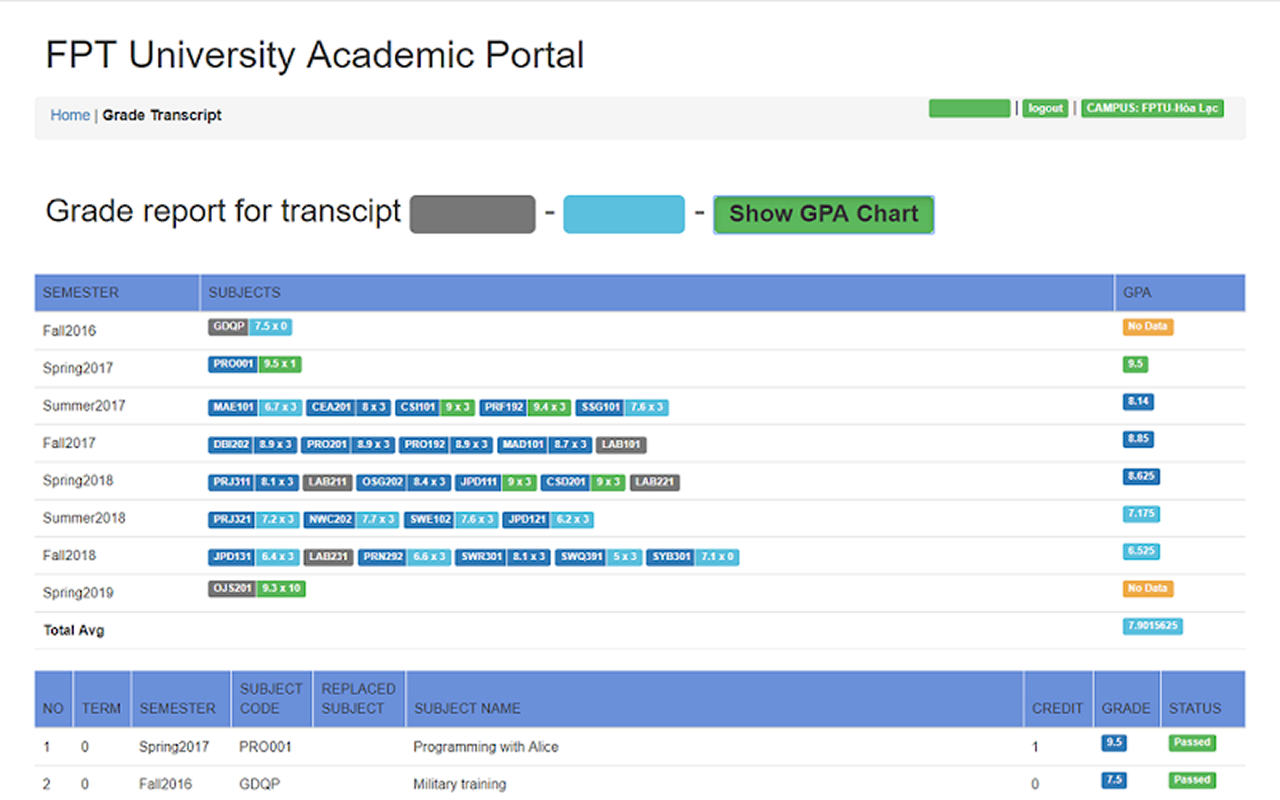 FPT University Academic Portal
Home | Grade Transcript
| logout | CAMPUS: FPTU-Hòa Lạc
Grade report for transcipt - - Show GPA Chart
SEMESTER SUBJECTS GPA
Fall2016 GDQP 7.5 x 0 No Data
Spring2017 PRO001 9.5 x 1 9.5
Summer2017 MAE101 6.7 x 3 CEA201 8 x 3 CSI101 9 x 3 PRF192 9.4 x 3 SSG101 7.6 x 3 8.14
Fall2017 DBI202 8.9 x 3 PRO201 8.9 x 3 PRO192 8.9 x 3 MAD101 8.7 x 3 LAB101 8.85
Spring2018 PRJ311 8.1 x 3 LAB211 OSG202 8.4 x 3 JPD111 9 x 3 CSD201 9 x 3 LAB221 8.625
Summer2018 PRJ321 7.2 x 3 NWC202 7.7 x 3 SWE102 7.6 x 3 JPD121 6.2 x 3 7.175
Fall2018 JPD131 6.4 x 3 LAB231 PRN292 6.6 x 3 SWR301 8.1 x 3 SWQ391 5 x 3 SYB301 7.1 x 0 6.525
Spring2019 OJS201 9.3 x 10 No Data
Total Avg 7.9015625
NO TERM SEMESTER SUBJECT CODE REPLACED SUBJECT SUBJECT NAME CREDIT GRADE STATUS
1 0 Spring2017 PRO001 Programming with Alice 1 9.5 Passed
2 0 Fall2016 GDQP Military training 0 7.5 Passed